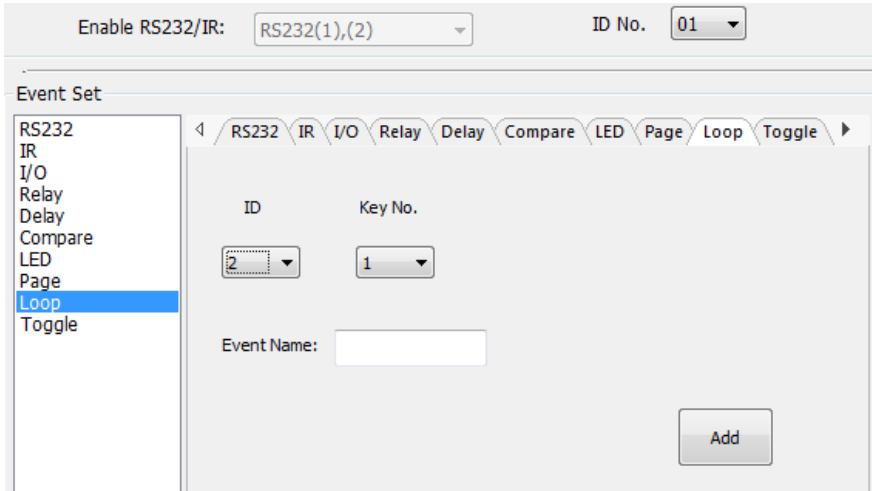 Enable RS232/IR: RS232(1),(2) ID No. 01
Event Set
RS232
IR
I/O
Relay
Delay
Compare
LED
Page
Loop
Toggle
RS232 IR I/O Relay Delay Compare LED Page Loop Toggle
ID Key No.
2 1
Event Name:
Add